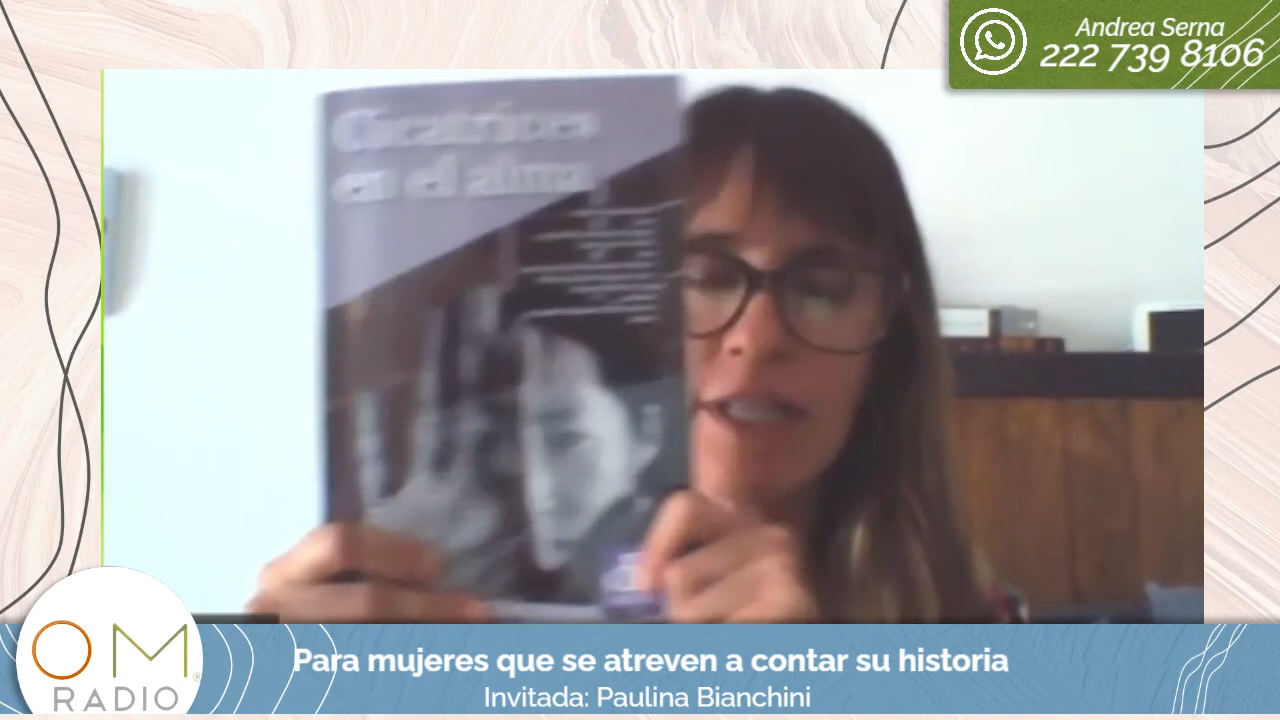 Andrea Serna
222 739 8106
Cicatrices
en el alma
OM
RADIO
®
Para mujeres que se atreven a contar su historia
Invitada: Paulina Bianchini